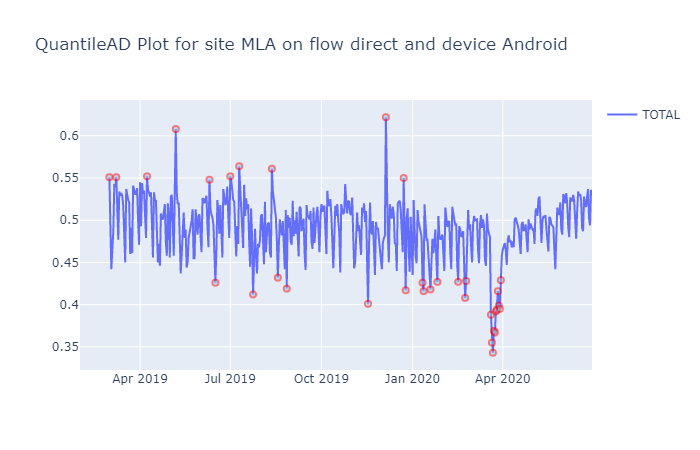 QuantileAD Plot for site MLA on flow direct and device Android
TOTAL
0.6
0.55
0.5
0.45
0.4
0.35
Apr 2019
Jul 2019
Oct 2019
Jan 2020
Apr 2020